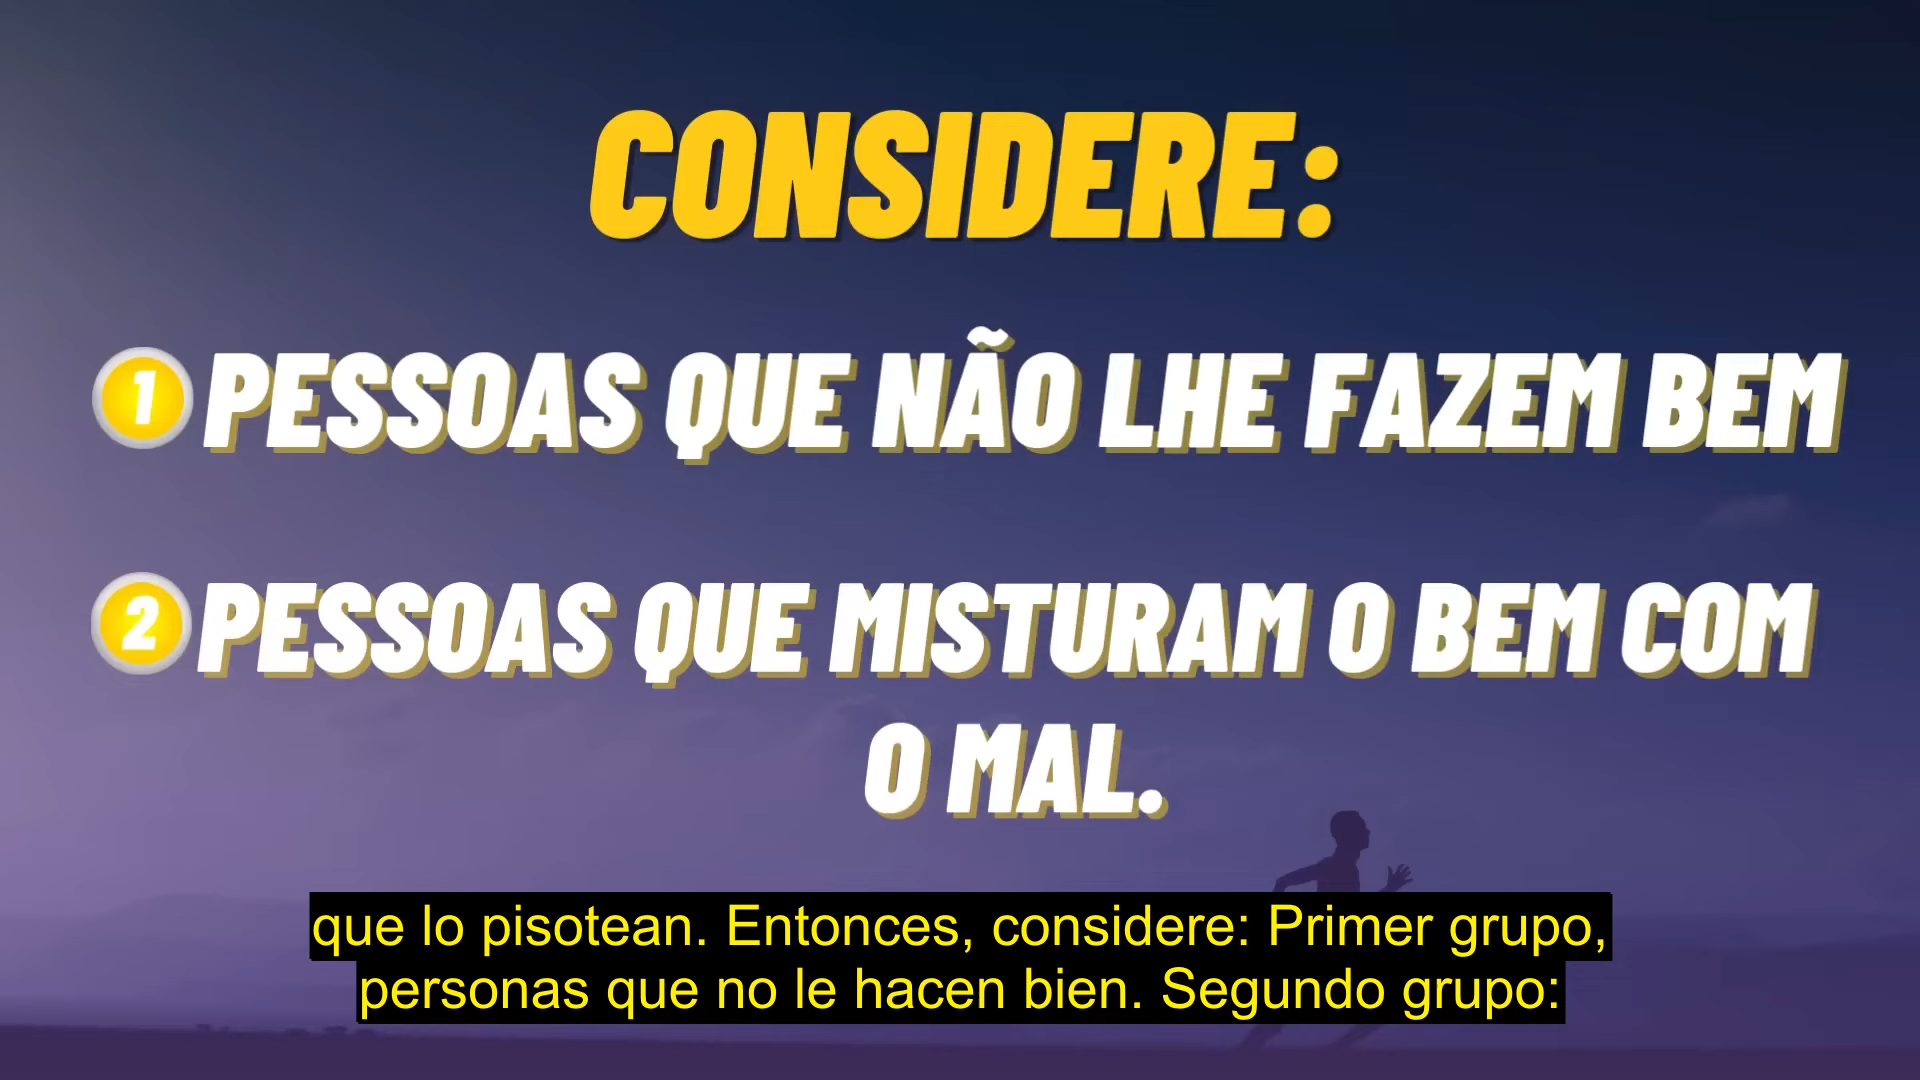 CONSIDERE:
1 PESSOAS QUE NÃO LHE FAZEM BEM
2 PESSOAS QUE MISTURAM O BEM COM
O MAL.
que lo pisotean. Entonces, considere: Primer grupo,
personas que no le hacen bien. Segundo grupo: